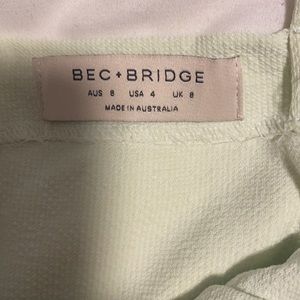 BEC+BRIDGE
AUS 8 USA 4 UK 8
MADE IN AUSTRALIA